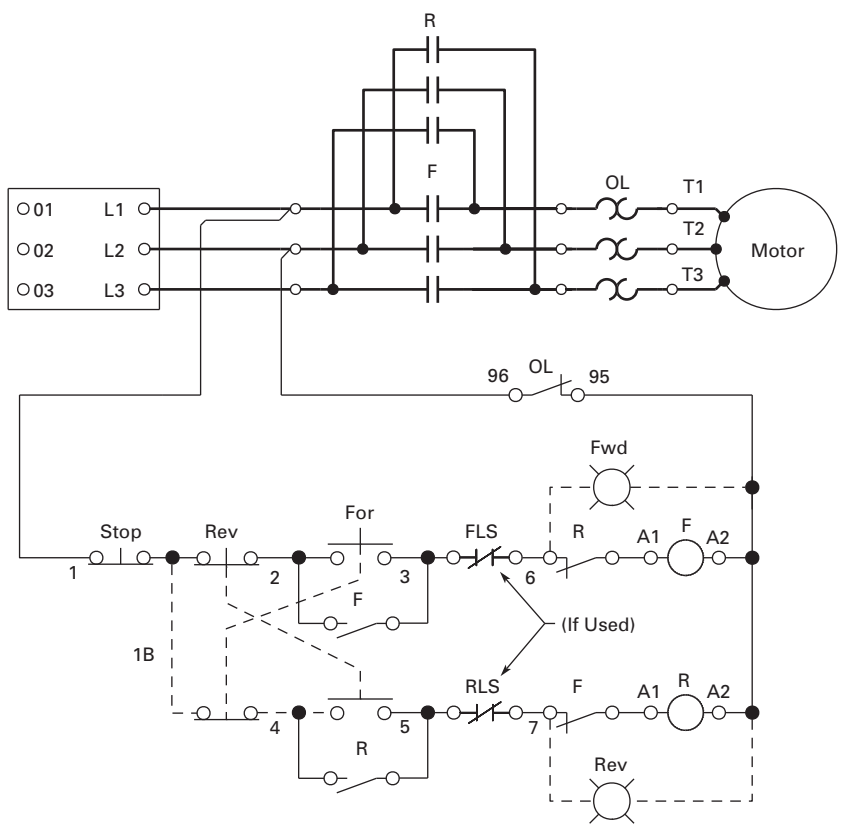 R
F
OL
01 L1
T1
02 L2
T2
Motor
03 L3
T3
96 OL 95
Fwd
For
Stop Rev
FLS R A1 F A2
1 2 3 6
F
1B
(If Used)
RLS F A1 R A2
4 5 7
R
Rev